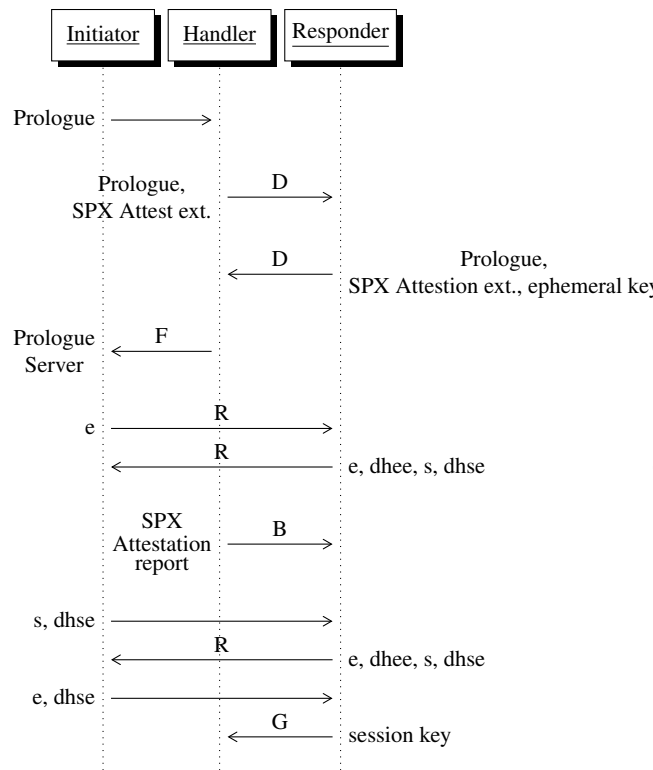 Initiator
Handler
Responder
Prologue
D
Prologue,
SPX Attest ext.
D
Prologue,
SPX Attestion ext., ephemeral key
F
Prologue
Server
R
e
R
e, dhee, s, dhse
SPX
Attestation
report
B
s, dhse
R
e, dhee, s, dhse
e, dhse
G
session key